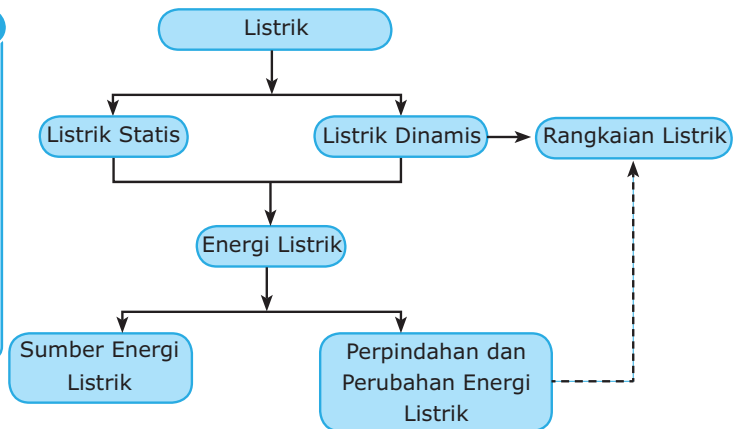 Listrik
Listrik Statis
Listrik Dinamis
Rangkaian Listrik
Energi Listrik
Sumber Energi
Listrik
Perpindahan dan
Perubahan Energi
Listrik